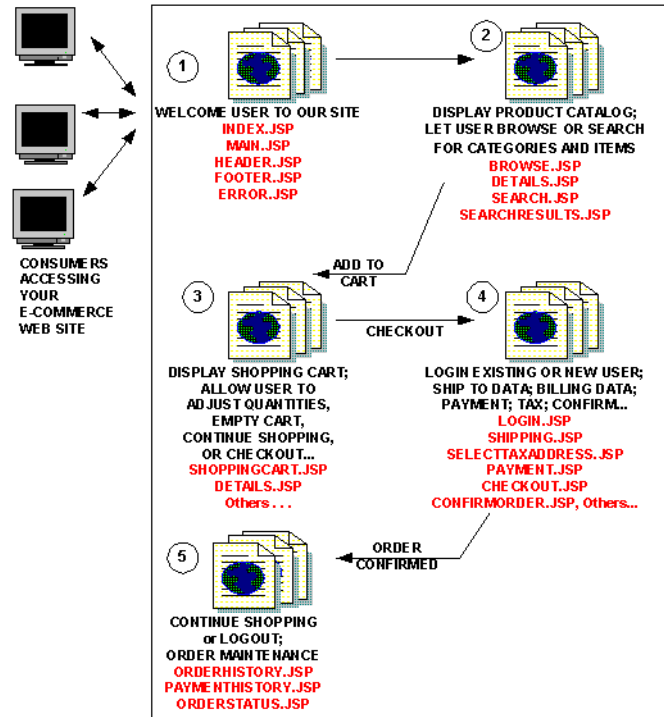 CONSUMERS
ACCESSING
YOUR
E-COMMERCE
WEB SITE
1
WELCOME USER TO OUR SITE
INDEX.JSP
MAIN.JSP
HEADER.JSP
FOOTER.JSP
ERROR.JSP
2
DISPLAY PRODUCT CATALOG;
LET USER BROWSE OR SEARCH
FOR CATEGORIES AND ITEMS
BROWSE.JSP
DETAILS.JSP
SEARCH.JSP
SEARCHRESULTS.JSP
ADD TO
CART
3
DISPLAY SHOPPING CART;
ALLOW USER TO
ADJUST QUANTITIES,
EMPTY CART,
CONTINUE SHOPPING,
OR CHECKOUT...
SHOPPINGCART.JSP
DETAILS.JSP
Others . . .
CHECKOUT
4
LOGIN EXISTING OR NEW USER;
SHIP TO DATA; BILLING DATA;
PAYMENT; TAX; CONFIRM...
LOGIN.JSP
SHIPPING.JSP
SELECTTAXADDRESS.JSP
PAYMENT.JSP
CHECKOUT.JSP
CONFIRMORDER.JSP, Others...
ORDER
CONFIRMED
5
CONTINUE SHOPPING
or LOGOUT;
ORDER MAINTENANCE
ORDERHISTORY.JSP
PAYMENTHISTORY.JSP
ORDERSTATUS.JSP